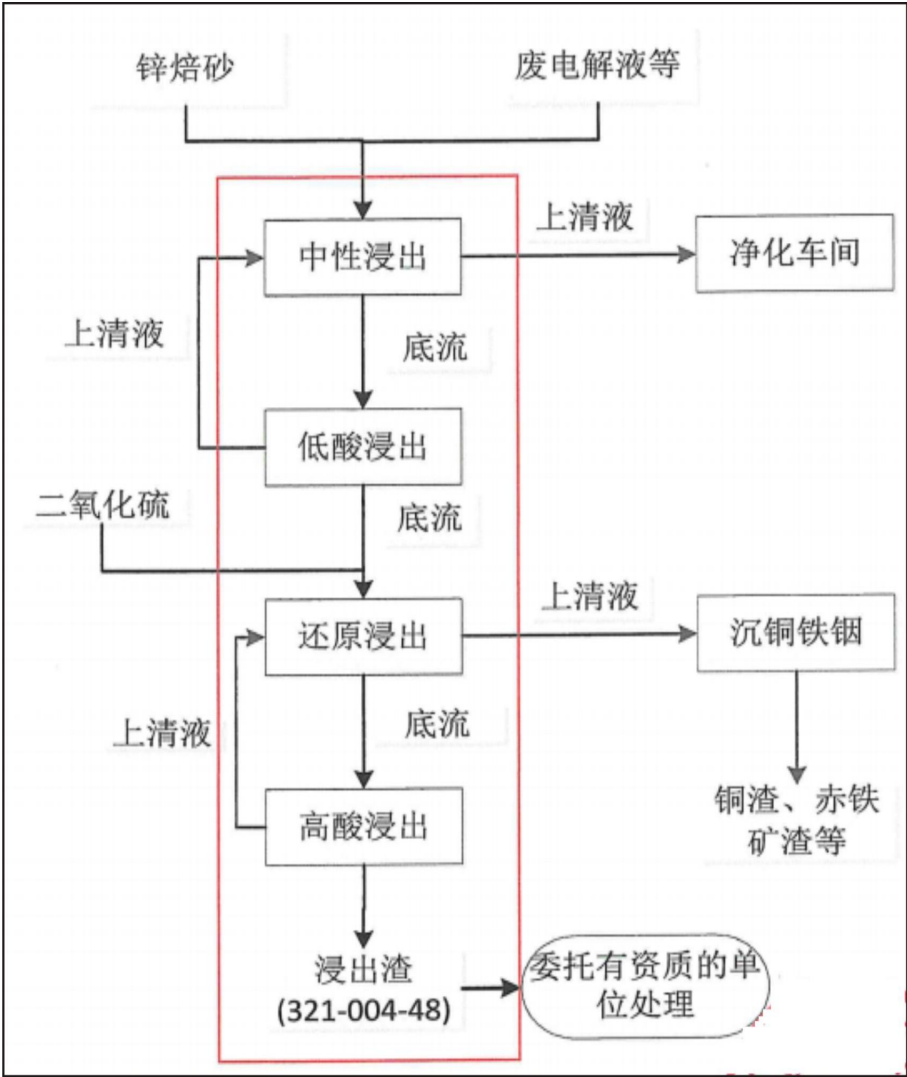 锌焙砂
废电解液等
中性浸出
上清液
净化车间
上清液
底流
低酸浸出
二氧化硫
底流
还原浸出
上清液
沉铜铁铟
上清液
底流
高酸浸出
铜渣、赤铁
矿渣等
浸出渣
(321-004-48)
委托有资质的单
位处理